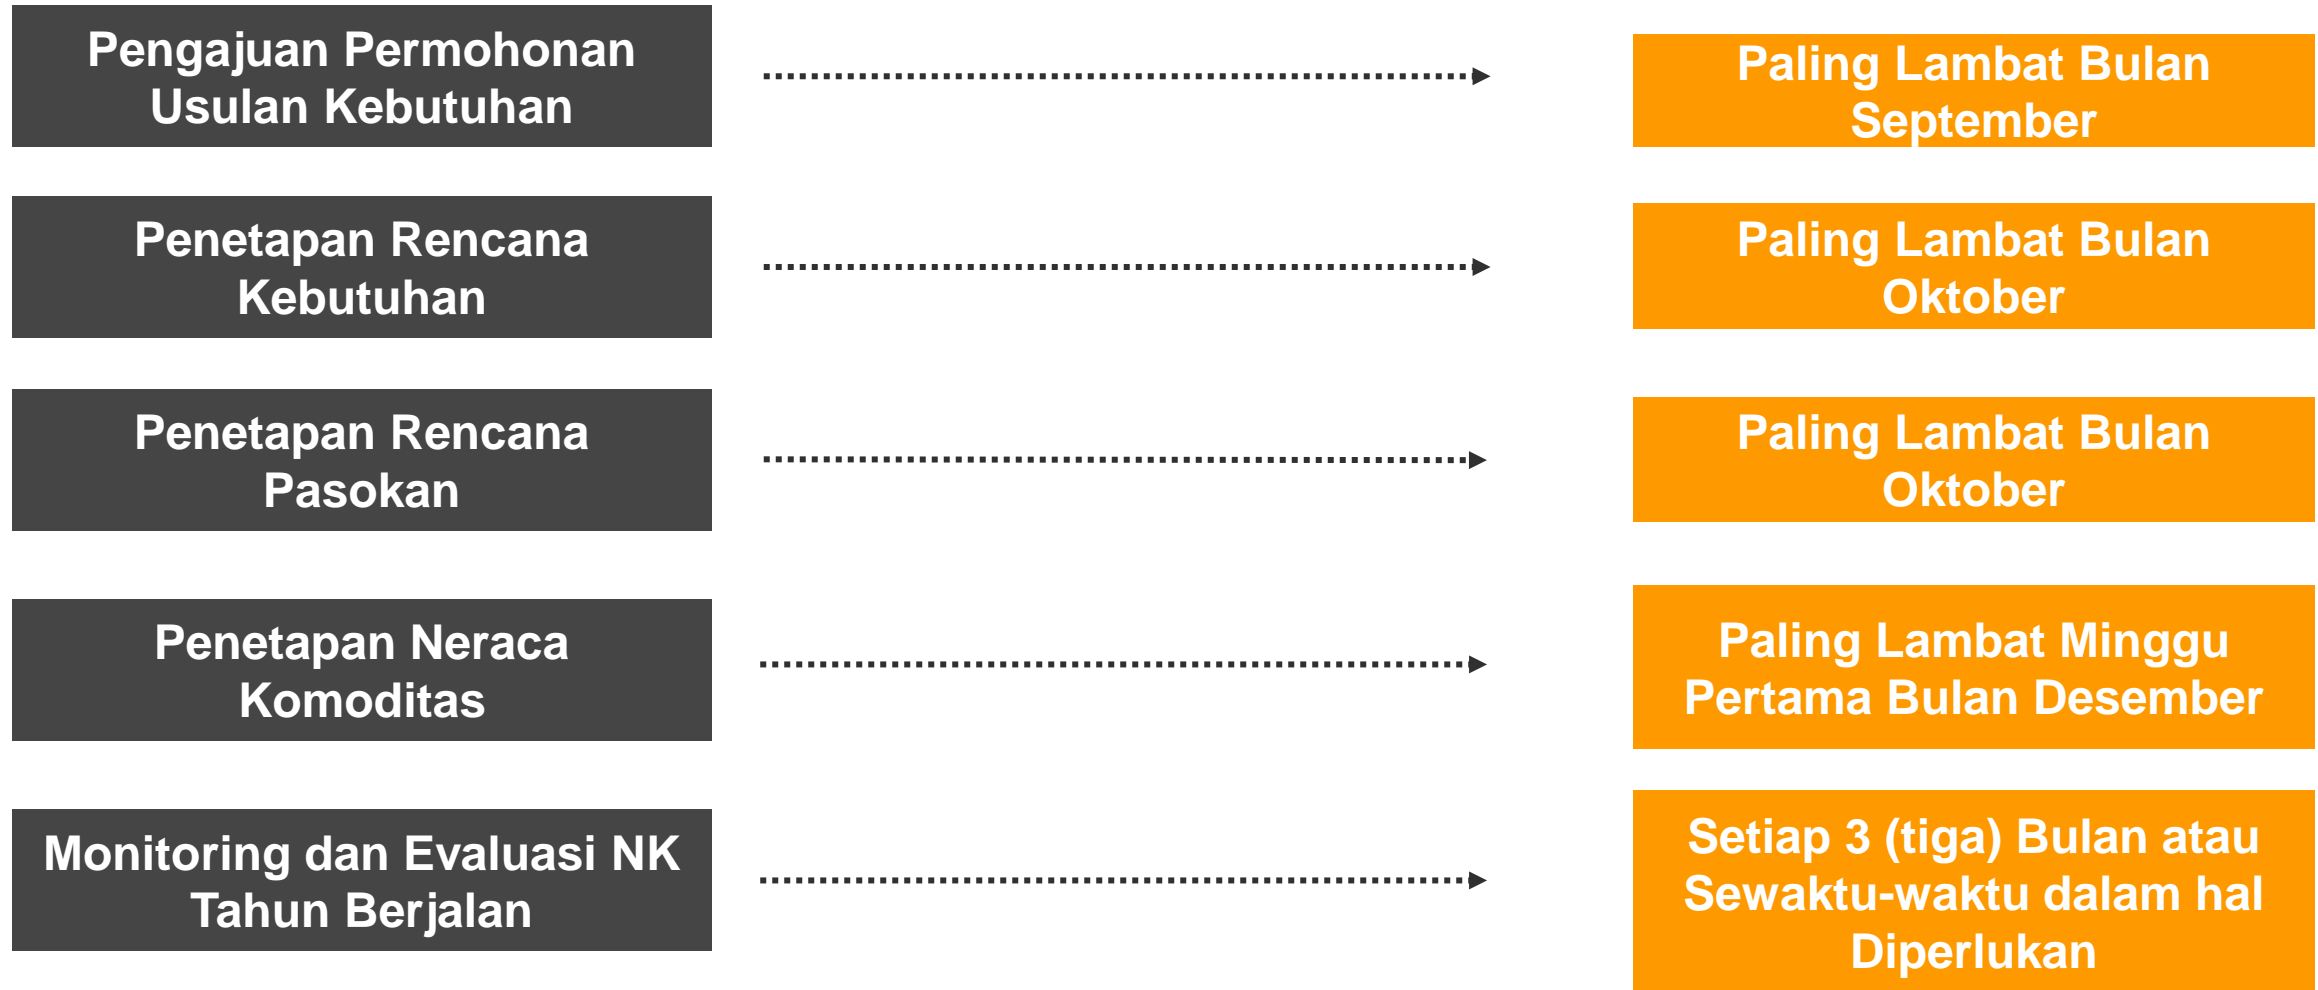 Pengajuan Permohonan
Usulan Kebutuhan
Paling Lambat Bulan
September
Penetapan Rencana
Kebutuhan
Paling Lambat Bulan
Oktober
Penetapan Rencana
Pasokan
Paling Lambat Bulan
Oktober
Penetapan Neraca
Komoditas
Paling Lambat Minggu
Pertama Bulan Desember
Monitoring dan Evaluasi NK
Tahun Berjalan
Setiap 3 (tiga) Bulan atau
Sewaktu-waktu dalam hal
Diperlukan